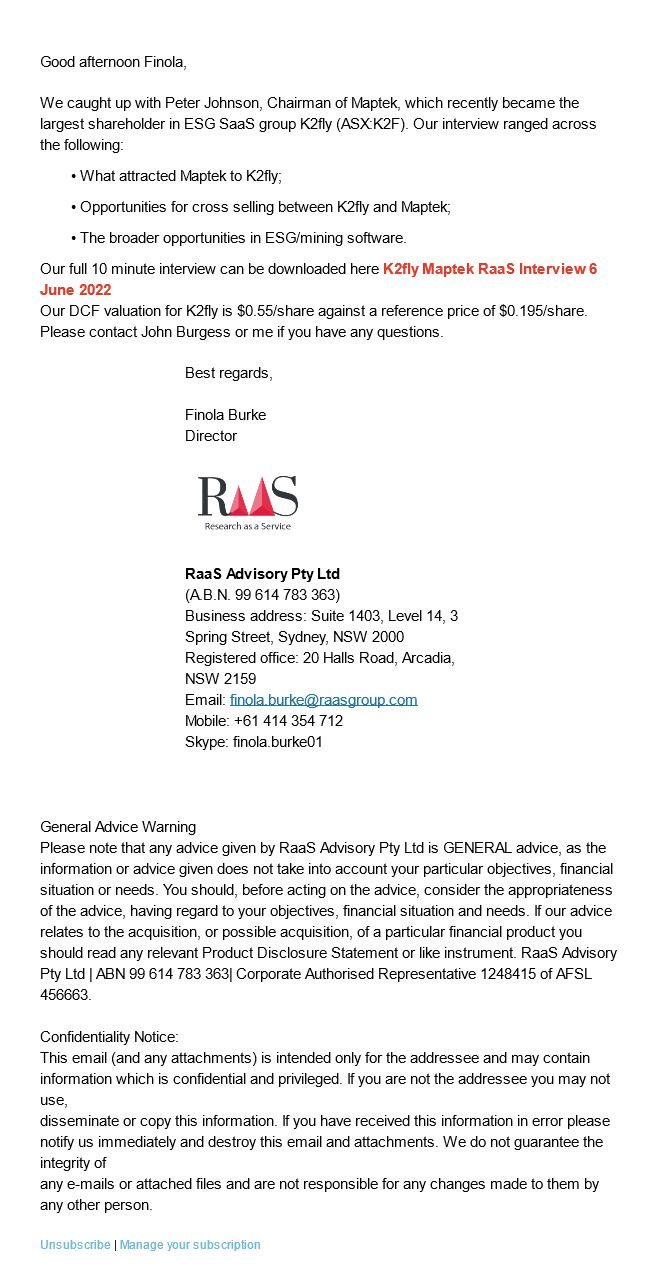 Good afternoon Finola,
We caught up with Peter Johnson, Chairman of Maptek, which recently became the
largest shareholder in ESG SaaS group K2fly (ASX:K2F). Our interview ranged across
the following:
• What attracted Maptek to K2fly;
• Opportunities for cross selling between K2fly and Maptek;
• The broader opportunities in ESG/mining software.
Our full 10 minute interview can be downloaded here K2fly Maptek RaaS Interview 6
June 2022
Our DCF valuation for K2fly is $0.55/share against a reference price of $0.195/share.
Please contact John Burgess or me if you have any questions.
Best regards,
Finola Burke
Director
RAAS
Research as a Service
RaaS Advisory Pty Ltd
(A.B.N. 99 614 783 363)
Business address: Suite 1403, Level 14, 3
Spring Street, Sydney, NSW 2000
Registered office: 20 Halls Road, Arcadia,
NSW 2159
Email: finola.burke@raasgroup.com
Mobile: +61 414 354 712
Skype: finola.burke01
General Advice Warning
Please note that any advice given by RaaS Advisory Pty Ltd is GENERAL advice, as the
information or advice given does not take into account your particular objectives, financial
situation or needs. You should, before acting on the advice, consider the appropriateness
of the advice, having regard to your objectives, financial situation and needs. If our advice
relates to the acquisition, or possible acquisition, of a particular financial product you
should read any relevant Product Disclosure Statement or like instrument. RaaS Advisory
Pty Ltd | ABN 99 614 783 363| Corporate Authorised Representative 1248415 of AFSL
456663.
Confidentiality Notice:
This email (and any attachments) is intended only for the addressee and may contain
information which is confidential and privileged. If you are not the addressee you may not
use,
disseminate or copy this information. If you have received this information in error please
notify us immediately and destroy this email and attachments. We do not guarantee the
integrity of
any e-mails or attached files and are not responsible for any changes made to them by
any other person.
Unsubscribe | Manage your subscription